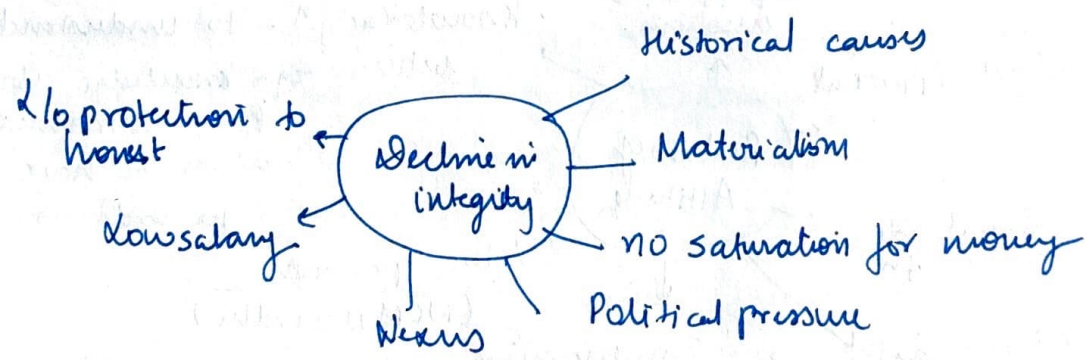 Historical causes
L/o protection to
honest
Decline in
integrity
Materialism
Low salary
no saturation for money
Political pressure
Nexus